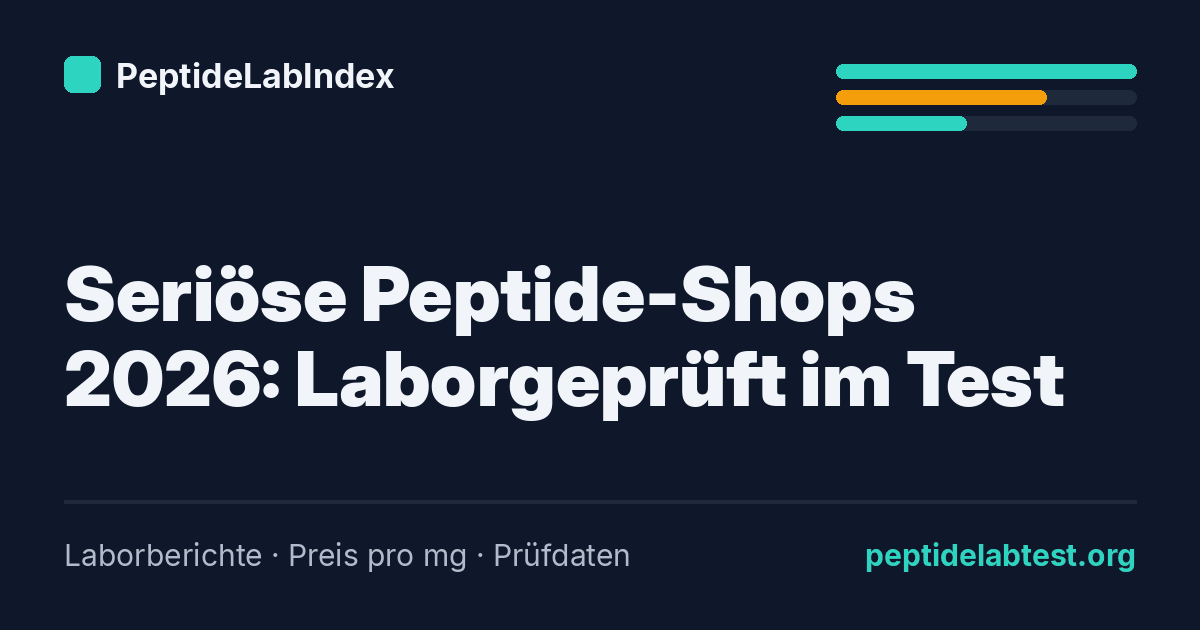 PeptideLabIndex
Seriöse Peptide-Shops
2026: Laborgeprüft im Test
Laborberichte · Preis pro mg · Prüfdaten
peptidelabtest.org